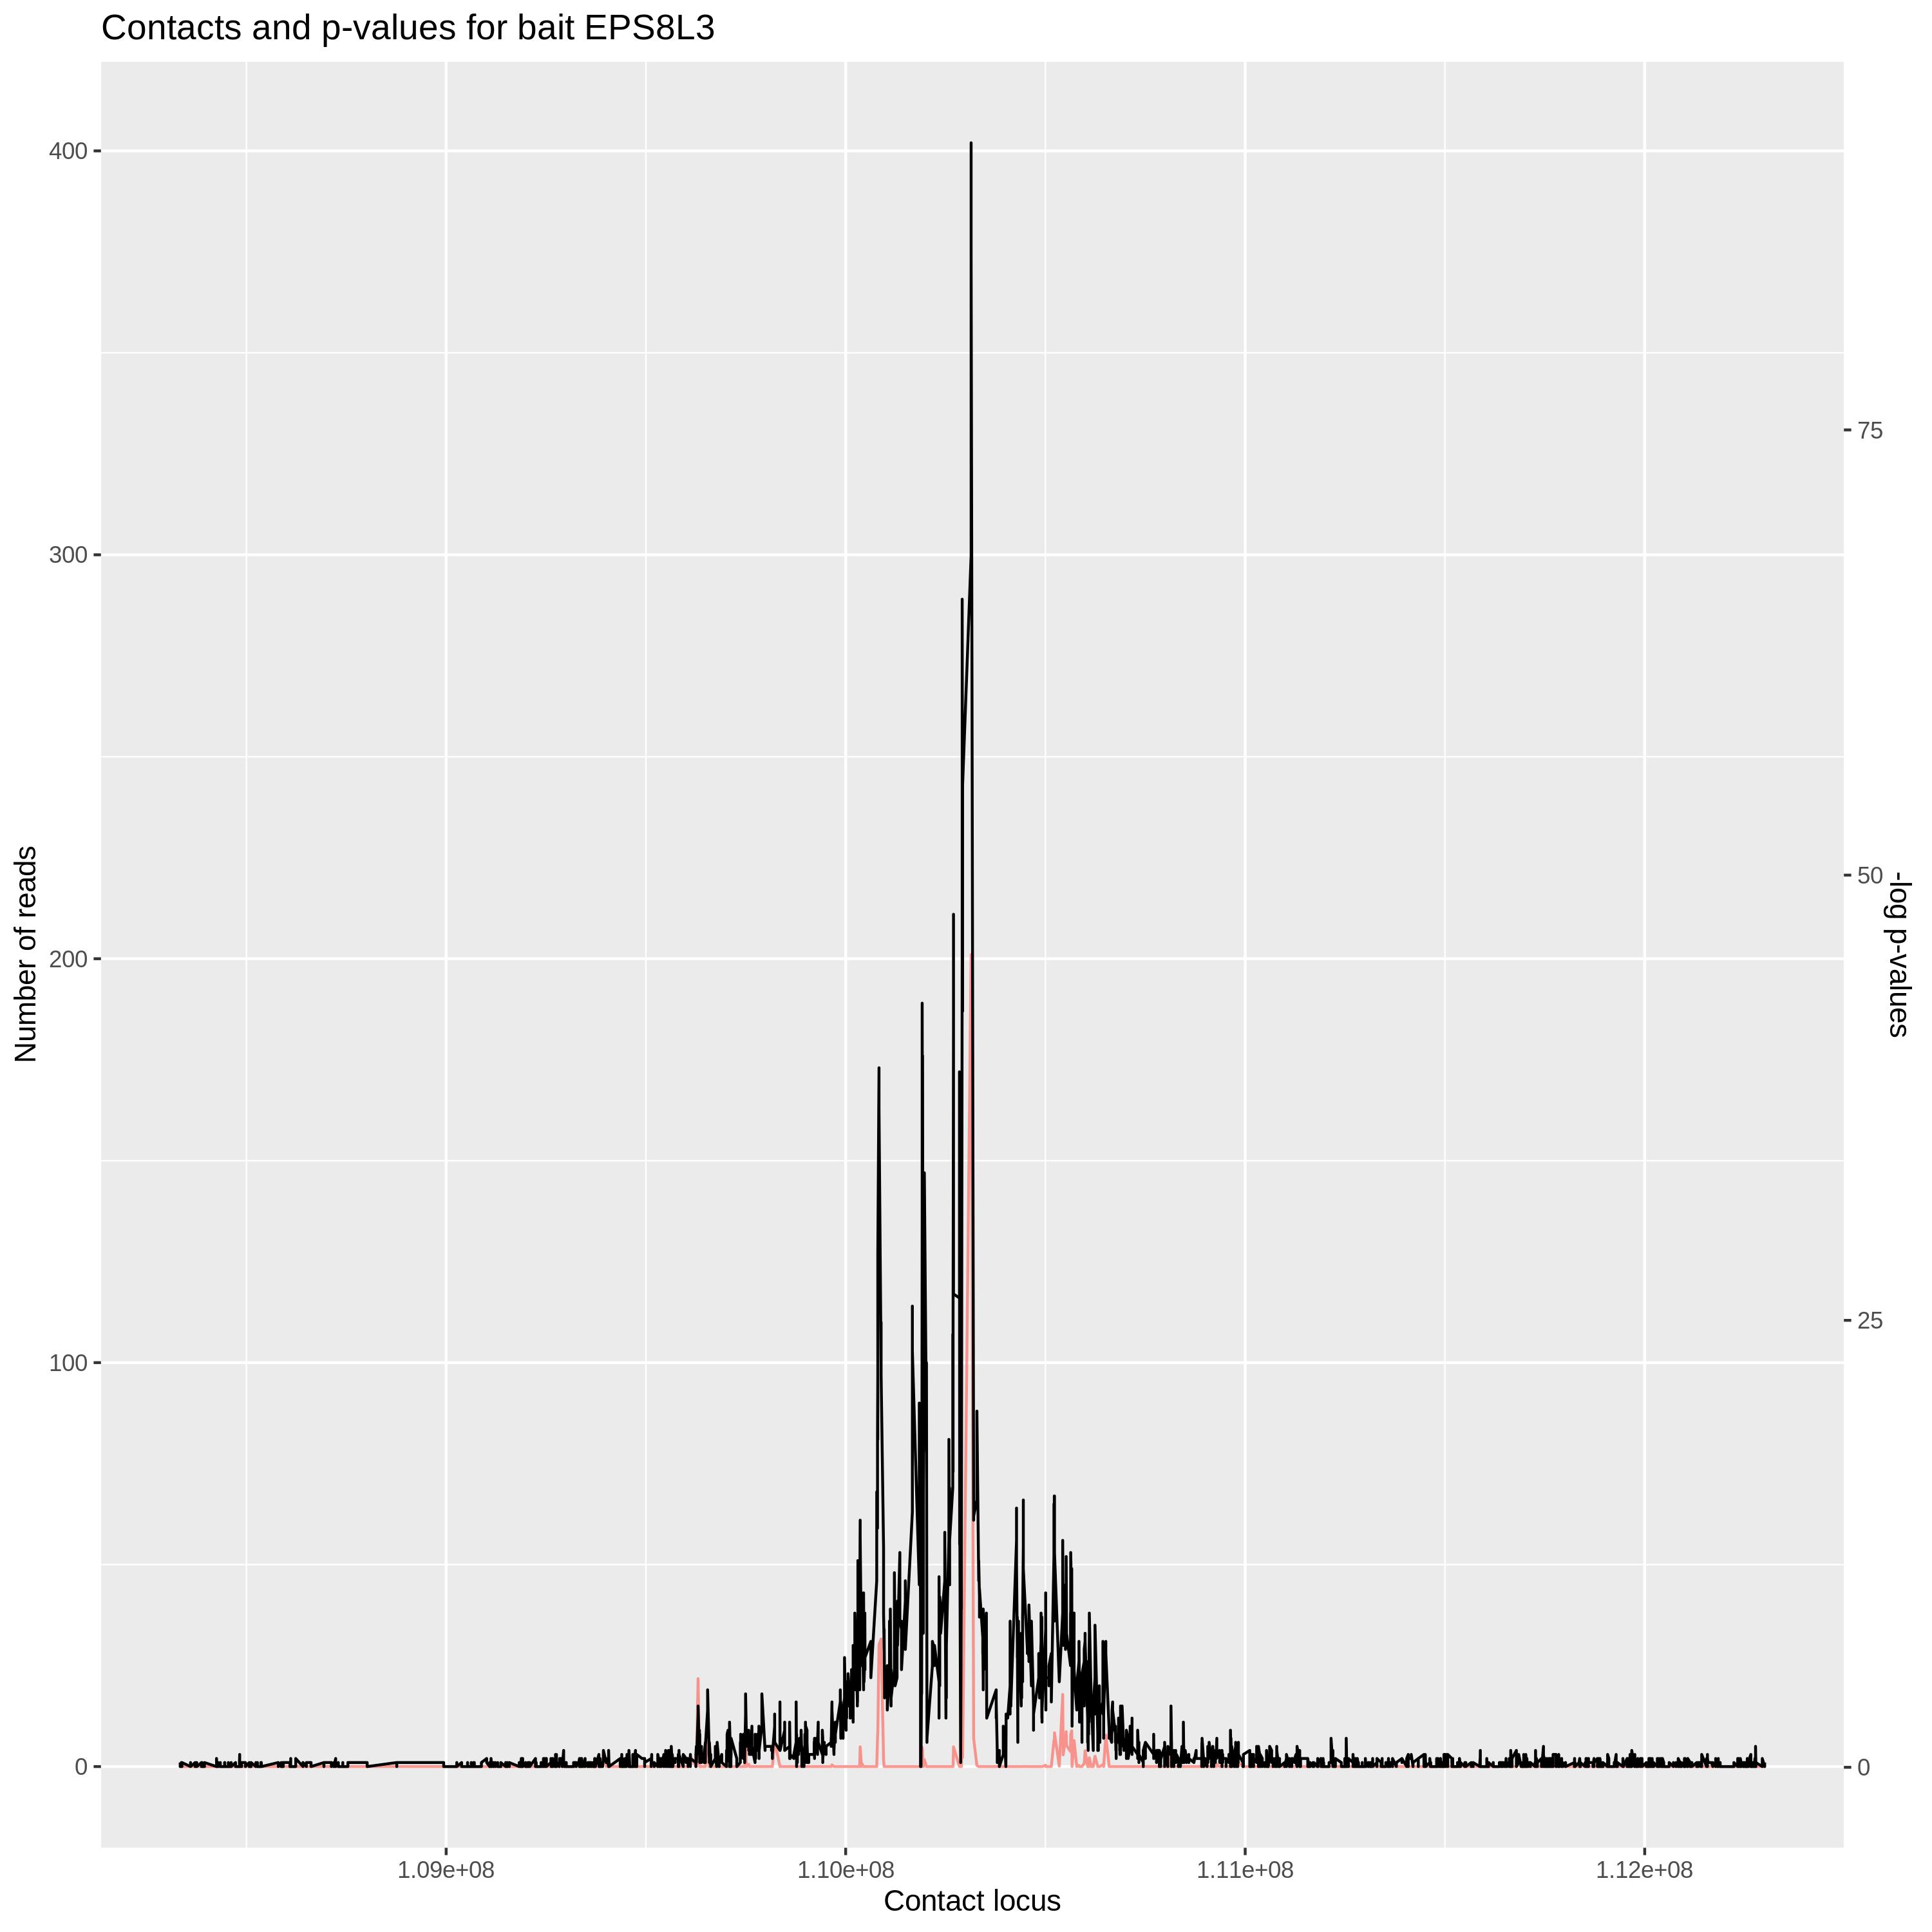 Contacts and p-values for bait EPS8L3
400
300
200
100
0
Number of reads
75
50
25
0
-log p-values
1.09e+08
1.10e+08
1.11e+08
1.12e+08
Contact locus